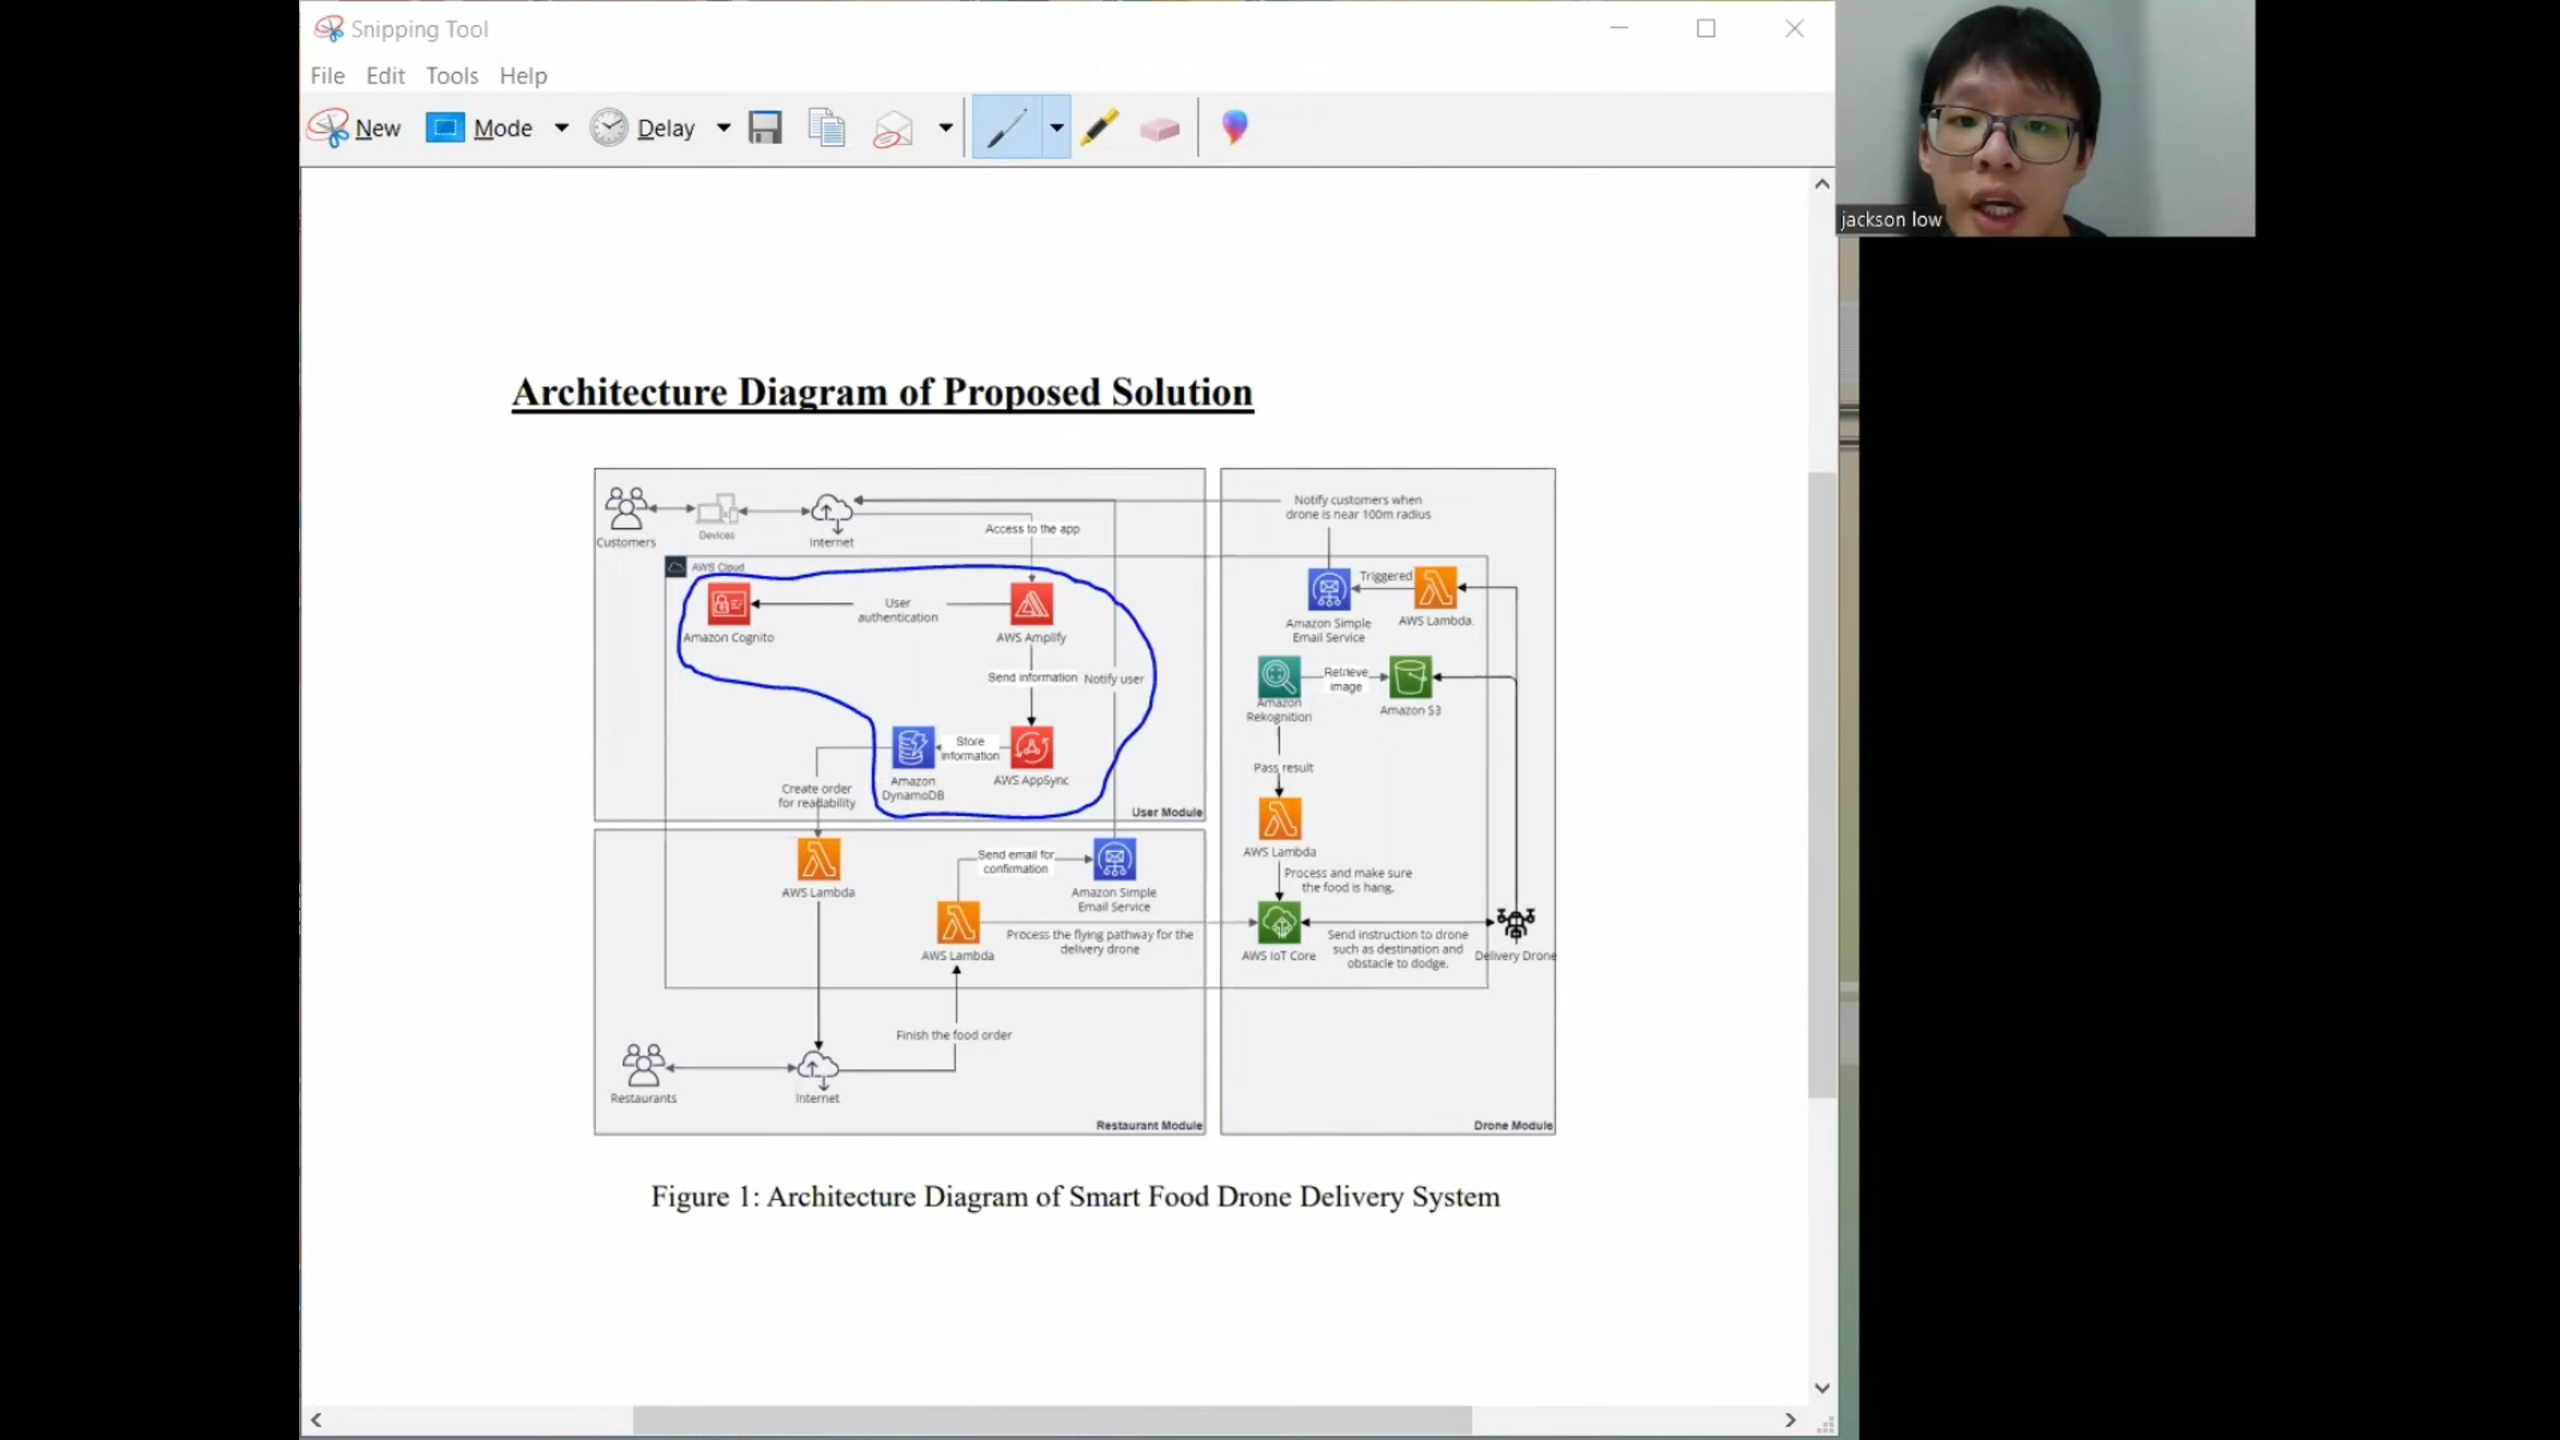 Snipping Tool
File Edit Tools Help
New Mode Delay
jackson low
Architecture Diagram of Proposed Solution
Customers
Devices
Internet
Access to the app
Notify customers when
drone is near 100m radius
AWS Cloud
Amazon Cognito
User
authentication
AWS Amplify
Send information
Notify user
Amazon
DynamoDB
Store
information
AWS AppSync
Create order
for readability
User Module
Amazon Simple
Email Service
Triggered
AWS Lambda
Amazon
Rekognition
Retrieve
image
Amazon S3
Pass result
AWS Lambda
Process and make sure
the food is hang.
AWS IoT Core
Send instruction to drone
such as destination and
obstacle to dodge.
Delivery Drone
Drone Module
AWS Lambda
Send email for
confirmation
Amazon Simple
Email Service
AWS Lambda
Process the flying pathway for the
delivery drone
Finish the food order
Restaurants
Internet
Restaurant Module
Figure 1: Architecture Diagram of Smart Food Drone Delivery System